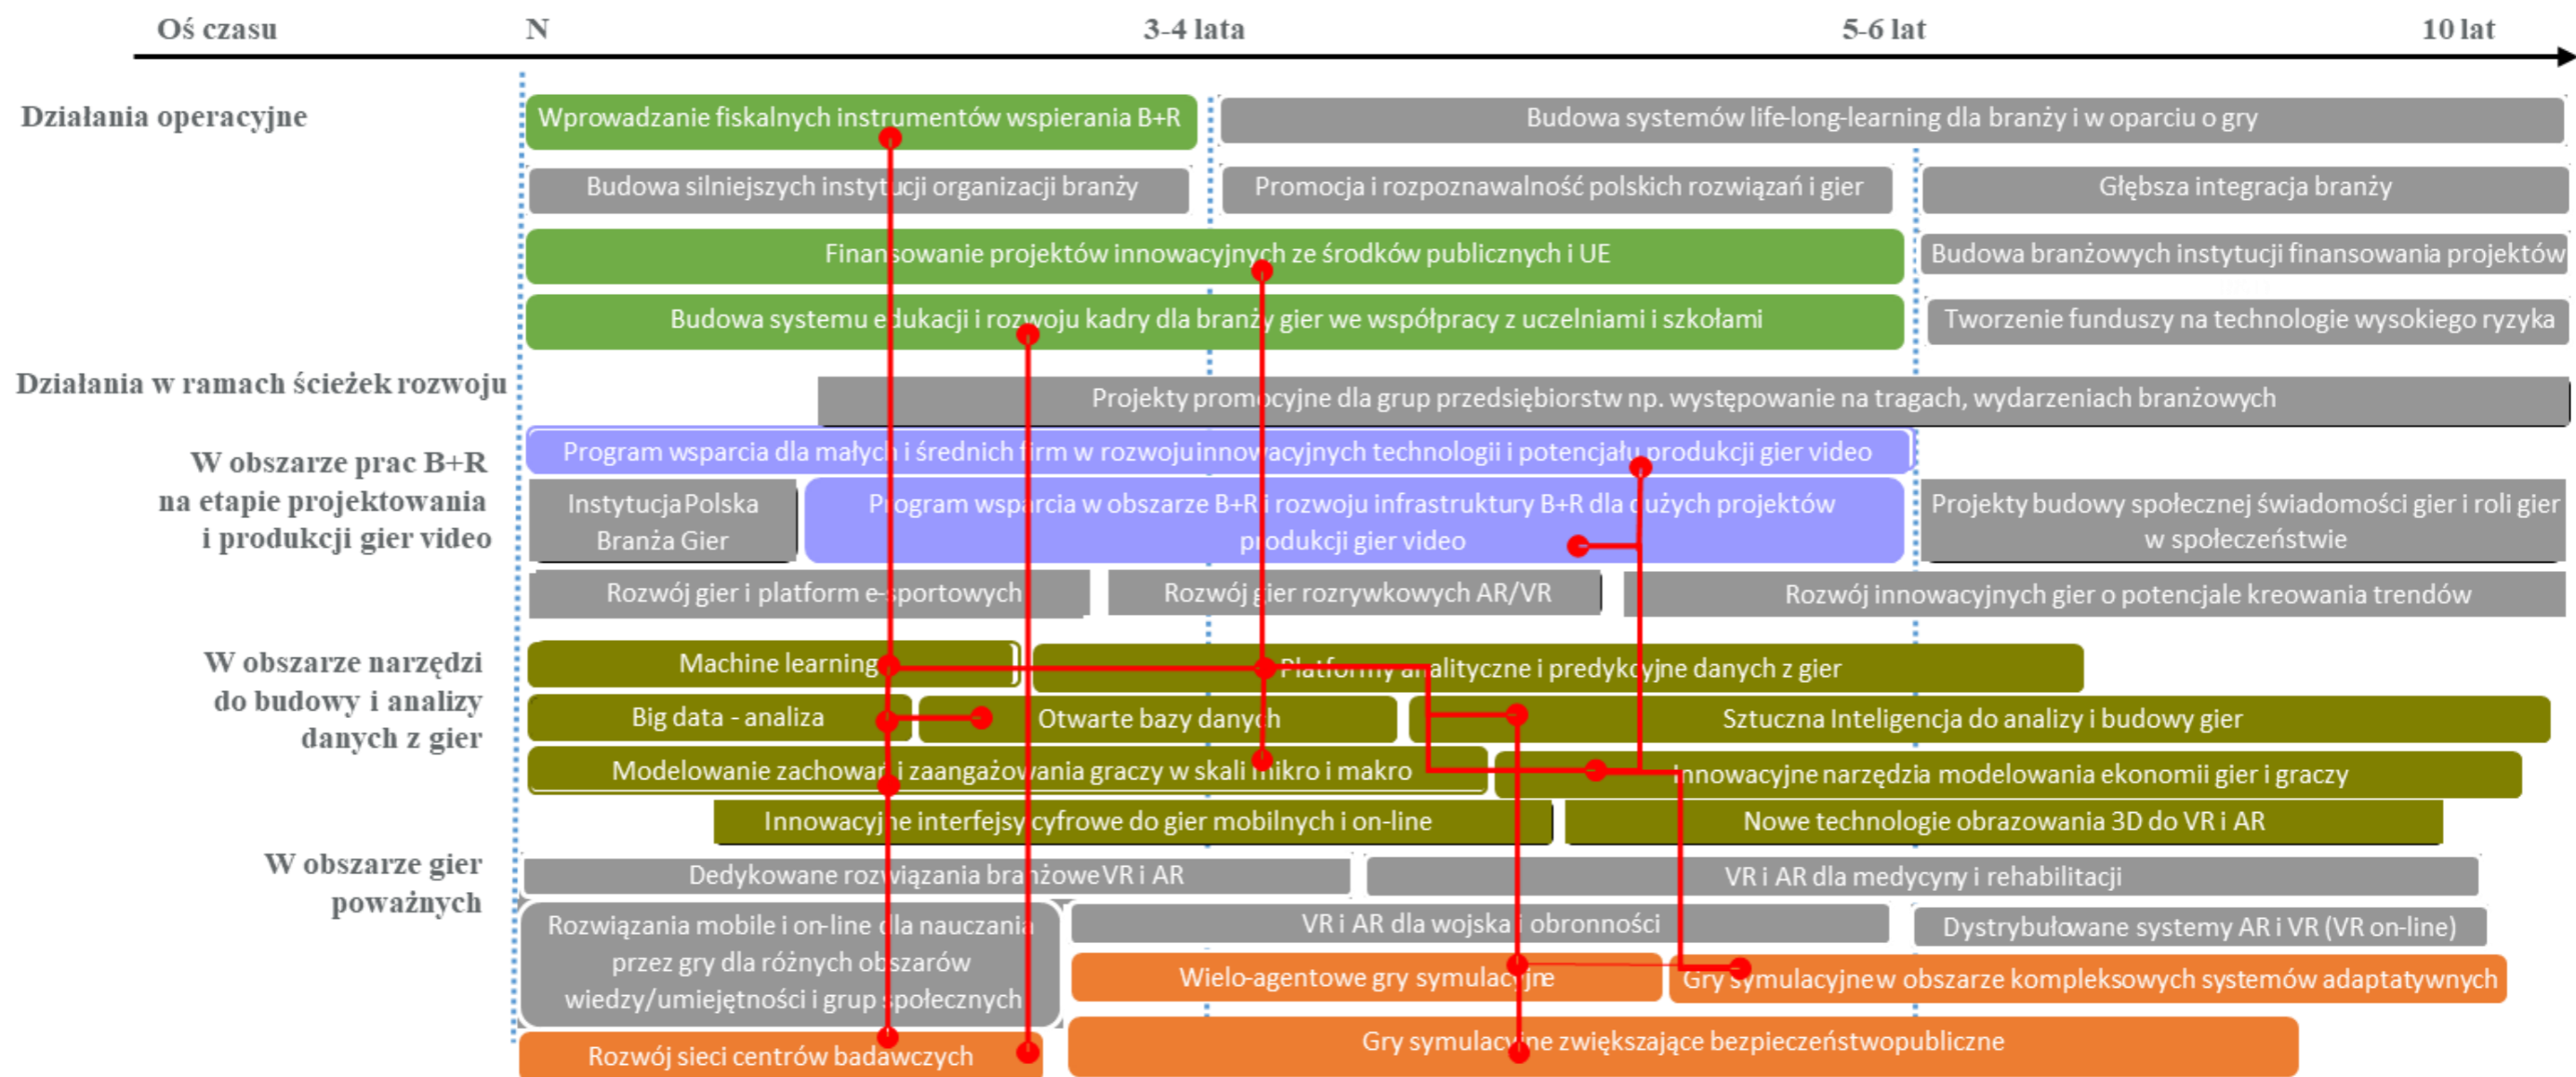 Oś czasu
N
3-4 lata
5-6 lat
10 lat
Działania operacyjne
Wprowadzanie fiskalnych instrumentów wspierania B+R
Budowa systemów life-long-learning dla branży i w oparciu o gry
Budowa silniejszych instytucji organizacji branży
Promocja i rozpoznawalność polskich rozwiązań i gier
Głębsza integracja branży
Finansowanie projektów innowacyjnych ze środków publicznych i UE
Budowa branżowych instytucji finansowania projektów
Budowa systemu edukacji i rozwoju kadry dla branży gier we współpracy z uczelniami i szkołami
Tworzenie funduszy na technologie wysokiego ryzyka
Działania w ramach ścieżek rozwoju
Projekty promocyjne dla grup przedsiębiorstw np. występowanie na tragach, wydarzeniach branżowych
W obszarze prac B+R
na etapie projektowania
i produkcji gier video
Program wsparcia dla małych i średnich firm w rozwoju innowacyjnych technologii i potencjału produkcji gier video
Instytucja Polska
Branża Gier
Program wsparcia w obszarze B+R i rozwoju infrastruktury B+R dla dużych projektów
produkcji gier video
Projekty budowy społecznej świadomości gier i roli gier
w społeczeństwie
Rozwój gier i platform e-sportowych
Rozwój gier rozrywkowych AR/VR
Rozwój innowacyjnych gier o potencjale kreowania trendów
W obszarze narzędzi
do budowy i analizy
danych z gier
Machine learning
Platformy analityczne i predykcyjne danych z gier
Big data - analiza
Otwarte bazy danych
Sztuczna Inteligencja do analizy i budowy gier
Modelowanie zachowań i zaangażowania graczy w skali mikro i makro
Innowacyjne narzędzia modelowania ekonomii gier i graczy
Innowacyjne interfejsy cyfrowe do gier mobilnych i on-line
Nowe technologie obrazowania 3D do VR i AR
W obszarze gier
poważnych
Dedykowane rozwiązania branżowe VR i AR
VR i AR dla medycyny i rehabilitacji
Rozwiązania mobile i on-line dla nauczania
przez gry dla różnych obszarów
wiedzy/umiejętności i grup społecznych
VR i AR dla wojska i obronności
Dystrybułowane systemy AR i VR (VR on-line)
Wielo-agentowe gry symulacyjne
Gry symulacyjne w obszarze kompleksowych systemów adaptatywnych
Rozwój sieci centrów badawczych
Gry symulacyjne zwiększające bezpieczeństwopubliczne